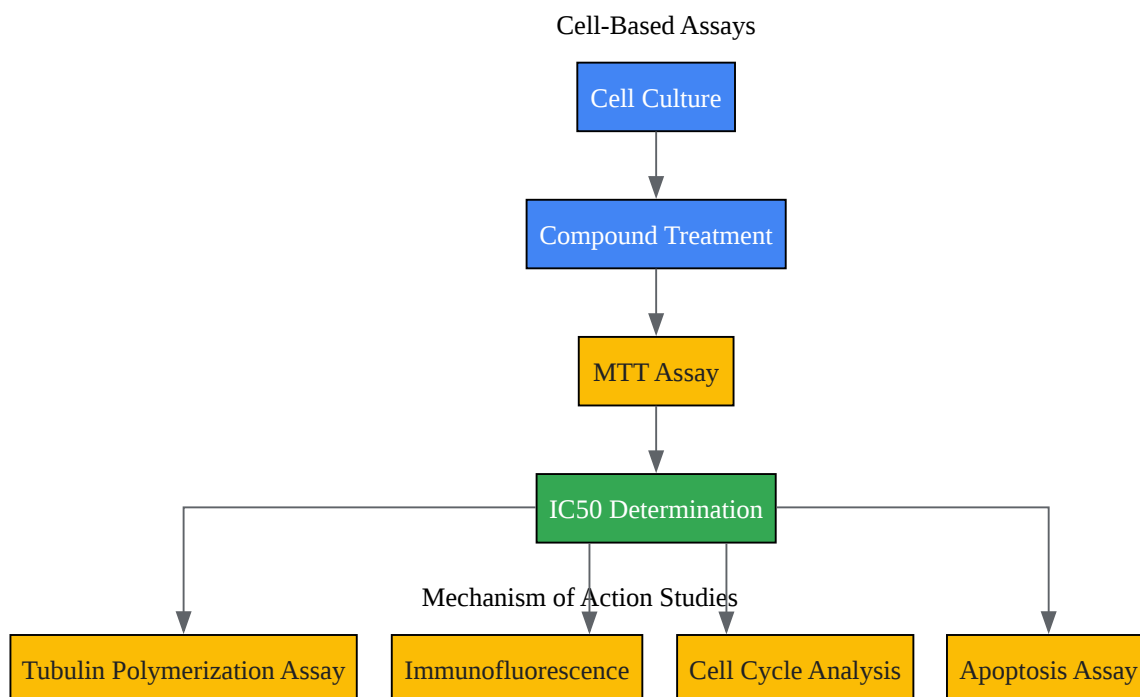 Cell-Based Assays
Cell Culture
Compound Treatment
MTT Assay
IC50 Determination
Mechanism of Action Studies
Tubulin Polymerization Assay
Immunofluorescence
Cell Cycle Analysis
Apoptosis Assay